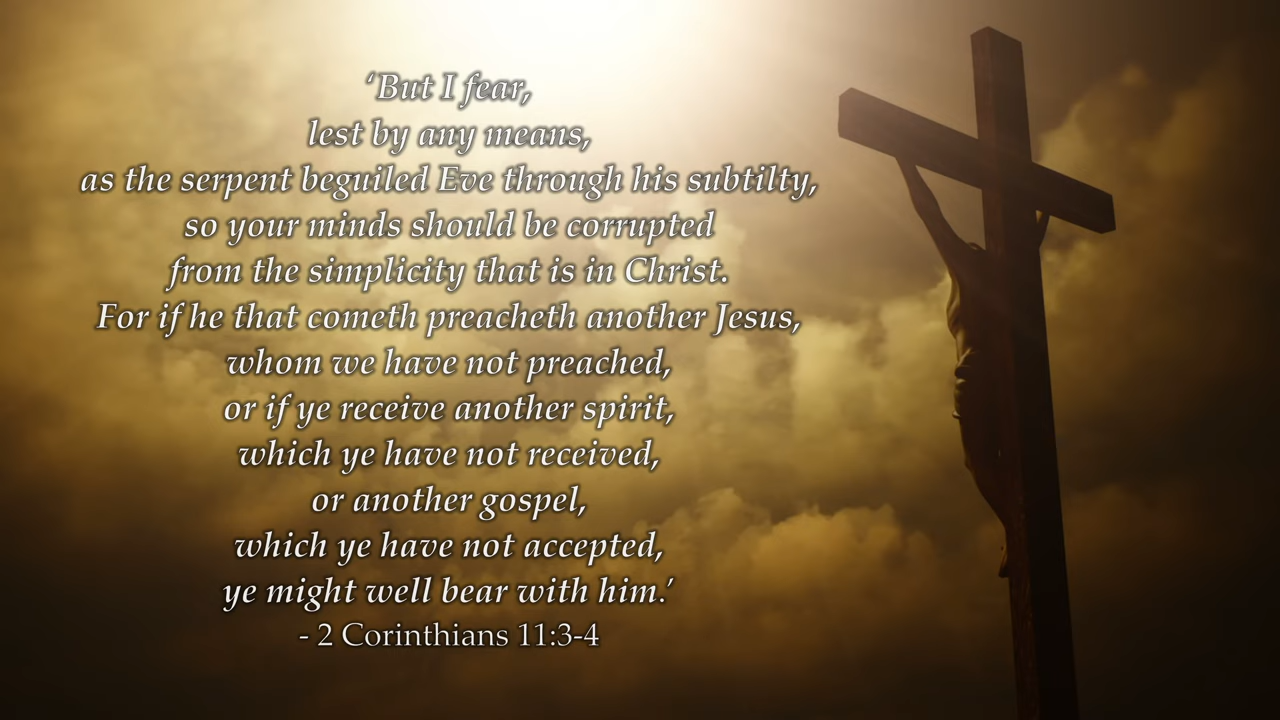 ‘But I fear,
lest by any means,
as the serpent beguiled Eve through his subtilty,
so your minds should be corrupted
from the simplicity that is in Christ.
For if he that cometh preacheth another Jesus,
whom we have not preached,
or if ye receive another spirit,
which ye have not received,
or another gospel,
which ye have not accepted,
ye might well bear with him.’
- 2 Corinthians 11:3-4